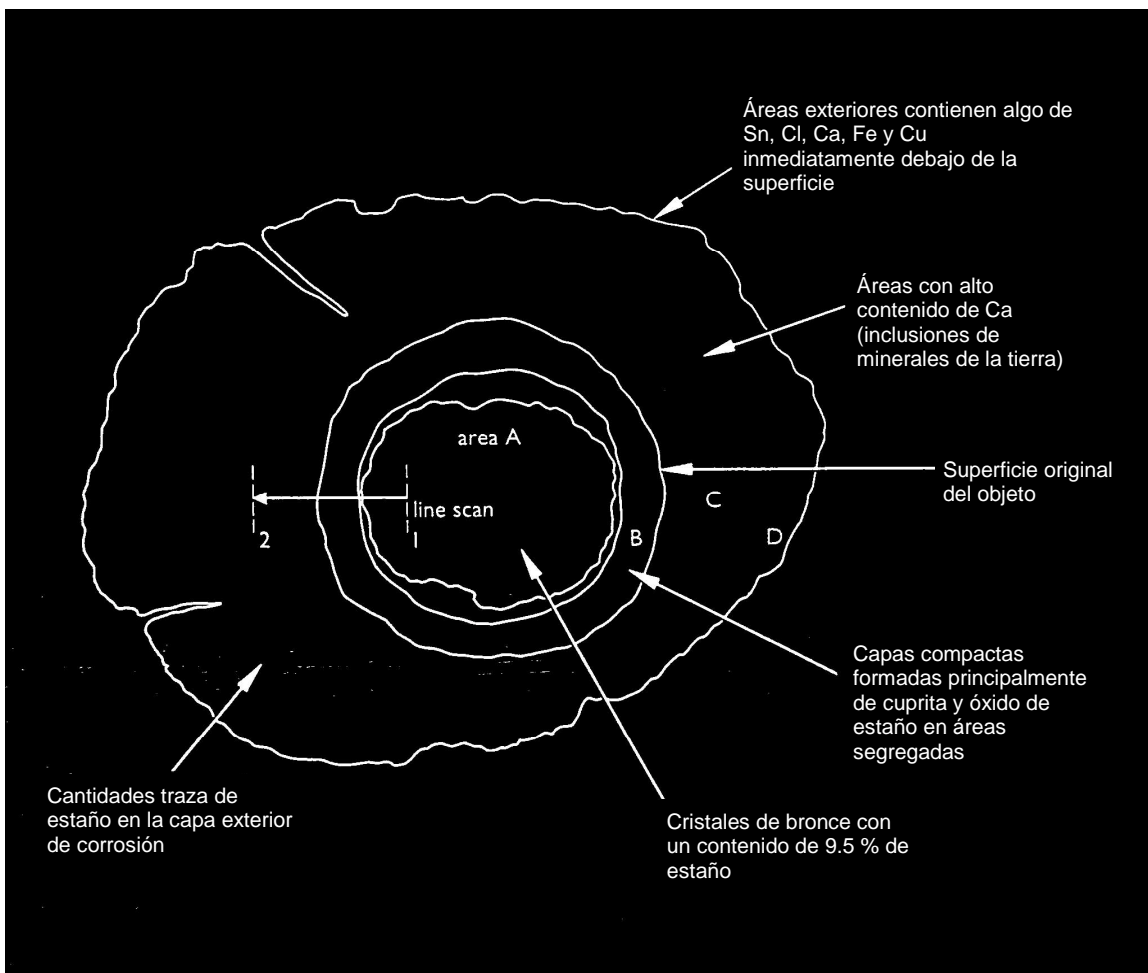 Áreas exteriores contienen algo de
Sn, Cl, Ca, Fe y Cu
inmediatamente debajo de la
superficie
Áreas con alto
contenido de Ca
(inclusiones de
minerales de la tierra)
area A
Superficie original
del objeto
C
line scan
2
1
B
D
Capas compactas
formadas principalmente
de cuprita y óxido de
estaño en áreas
segregadas
Cantidades traza de
estaño en la capa exterior
de corrosión
Cristales de bronce con
un contenido de 9.5 % de
estaño